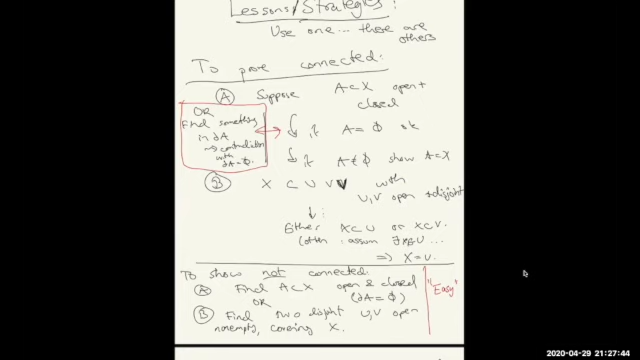 Lessons/Strategies:
Use one... there are
others
To prove connected:
(A) Suppose A⊂X open +
closed
OR
Find something
in ∂A
⇝ contradiction
with
∂A = ∅.
if A = ∅ ok
if A ≠ ∅ show A=X
(B) X ⊂ U ∪ V with
U,V open + disjoint
Either X⊂U or X⊂V.
(often: assume ∃ x∈U ...
⇒ X=U.
To show not connected:
(A) Find A⊂X open & closed
OR (∂A = ∅)
(B) Find two disjoint U,V open
nonempty, covering X.
"Easy"
2020-04-29 21:27:44